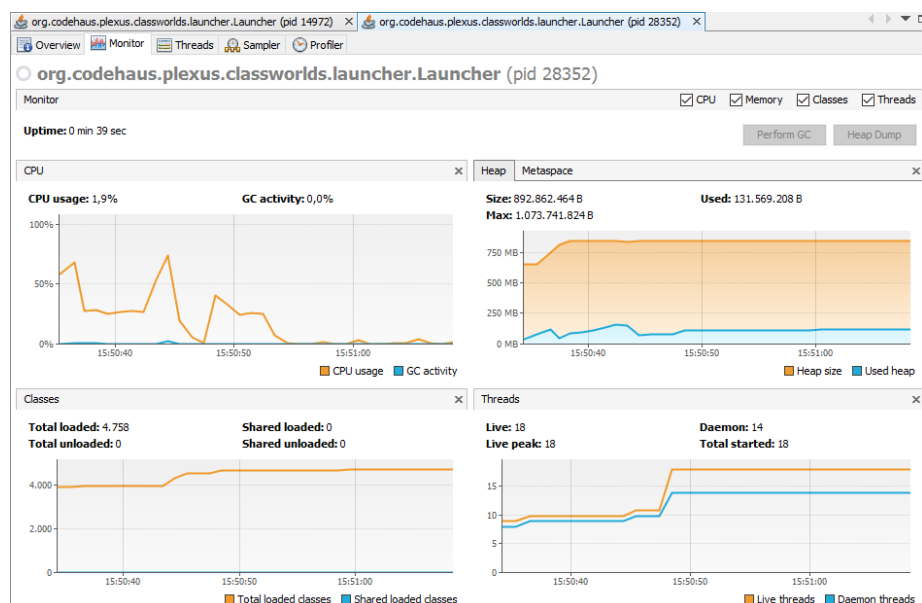 org.codehaus.plexus.classworlds.launcher.Launcher (pid 14972) org.codehaus.plexus.classworlds.launcher.Launcher (pid 28352)
Overview Monitor Threads Sampler Profiler
org.codehaus.plexus.classworlds.launcher.Launcher (pid 28352)
Monitor CPU Memory Classes Threads
Uptime: 0 min 39 sec Perform GC Heap Dump
CPU
CPU usage: 1,9% GC activity: 0,0%
100%
50%
0%
15:50:40 15:50:50 15:51:00
CPU usage GC activity
Heap Metaspace
Size: 892.862.464 B Used: 131.569.208 B
Max: 1.073.741.824 B
750 MB
500 MB
250 MB
0 MB
15:50:40 15:50:50 15:51:00
Heap size Used heap
Classes
Total loaded: 4.758 Shared loaded: 0
Total unloaded: 0 Shared unloaded: 0
4.000
2.000
0
15:50:40 15:50:50 15:51:00
Total loaded classes Shared loaded classes
Threads
Live: 18 Daemon: 14
Live peak: 18 Total started: 18
15
10
5
0
15:50:40 15:50:50 15:51:00
Live threads Daemon threads